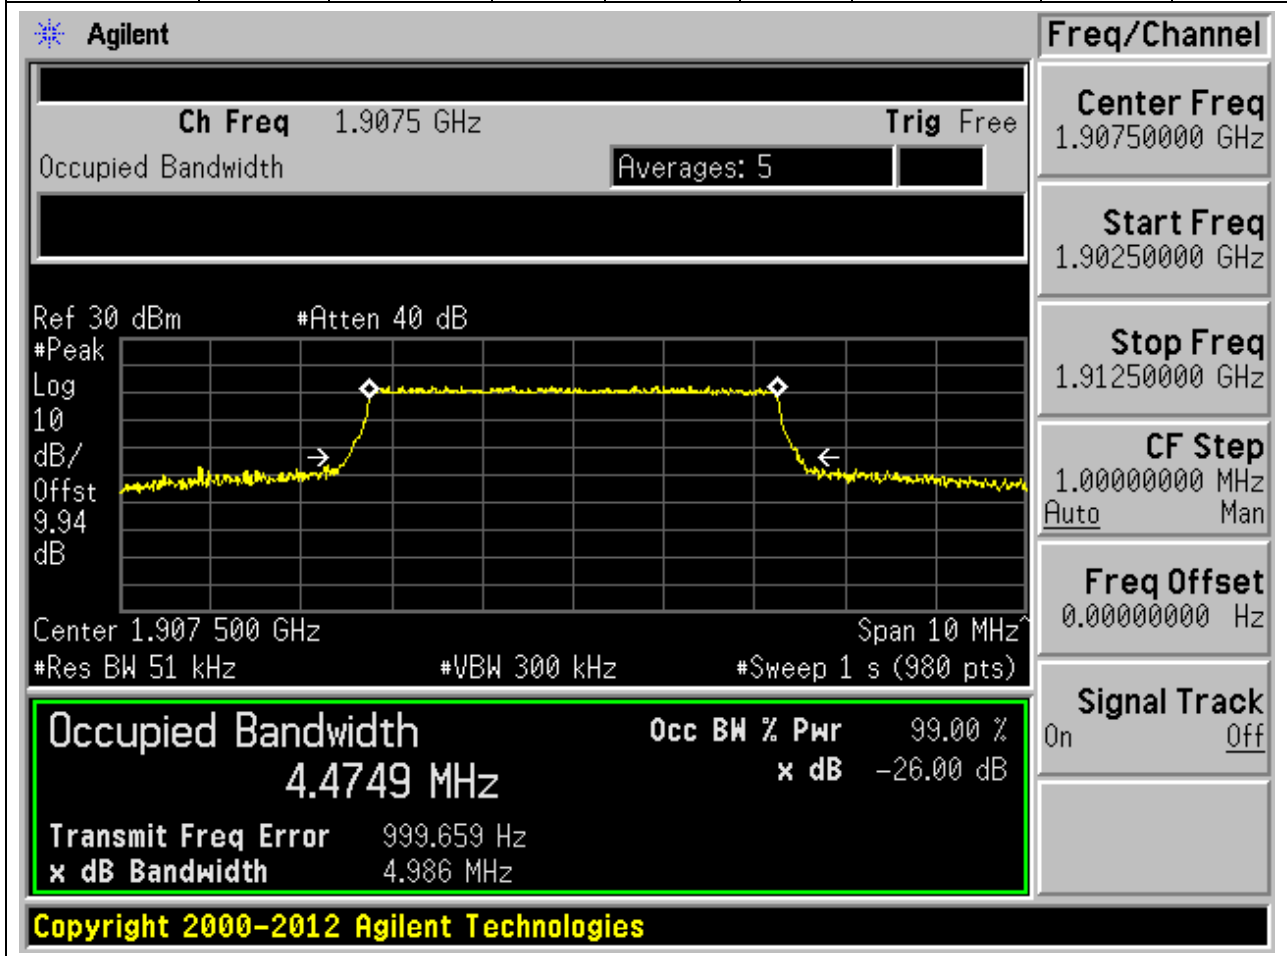 Agilent
Freq/Channel
Ch Freq 1.9075 GHz Trig Free
Occupied Bandwidth Averages: 5
Center Freq
1.90750000 GHz
Start Freq
1.90250000 GHz
Ref 30 dBm #Atten 40 dB
#Peak
Log
10
dB/
Offst
9.94
dB
Stop Freq
1.91250000 GHz
CF Step
1.00000000 MHz
Auto Man
Freq Offset
0.00000000 Hz
Center 1.907 500 GHz Span 10 MHz^
#Res BW 51 kHz #VBW 300 kHz #Sweep 1 s (980 pts)
Signal Track
On Off
Occupied Bandwidth
4.4749 MHz
Occ BW % Pwr 99.00 %
x dB -26.00 dB
Transmit Freq Error 999.659 Hz
x dB Bandwidth 4.986 MHz
Copyright 2000-2012 Agilent Technologies